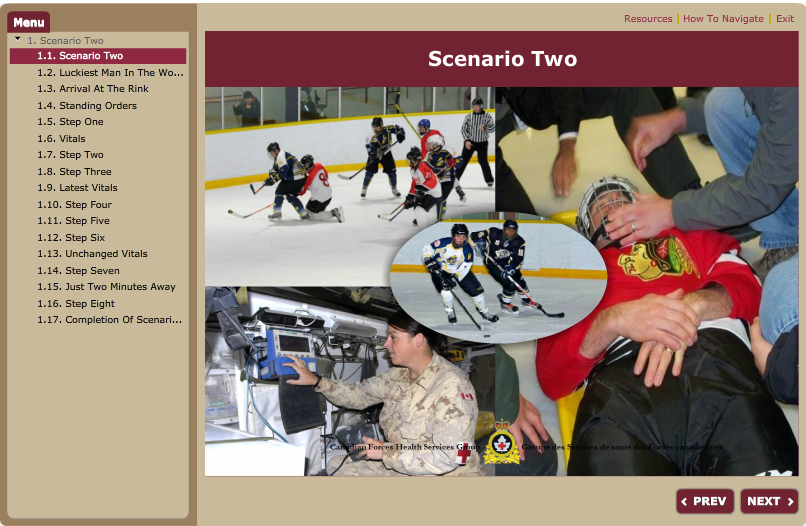 Menu
Resources How To Navigate Exit
1. Scenario Two
1.1. Scenario Two
1.2. Luckiest Man In The Wo...
1.3. Arrival At The Rink
1.4. Standing Orders
1.5. Step One
1.6. Vitals
1.7. Step Two
1.8. Step Three
1.9. Latest Vitals
1.10. Step Four
1.11. Step Five
1.12. Step Six
1.13. Unchanged Vitals
1.14. Step Seven
1.15. Just Two Minutes Away
1.16. Step Eight
1.17. Completion Of Scenari...
Scenario Two
Canadian Forces Health Services Group Groupe des Services de santé des Forces canadiennes
PREV NEXT